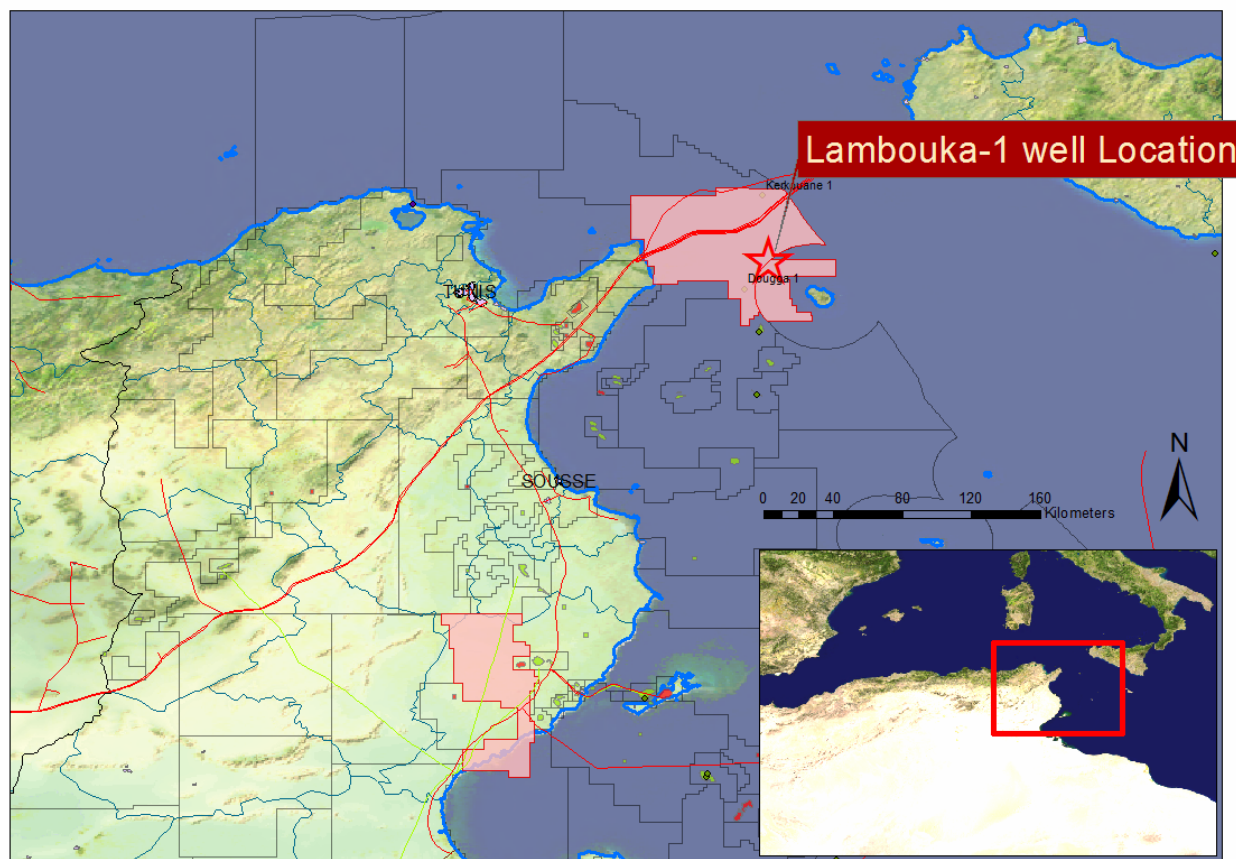 Lambouka-1 well Location
Kerkouane 1
Dougga 1
TUNIS
SOUSSE
N
0 20 40 80 120 160
Kilometers